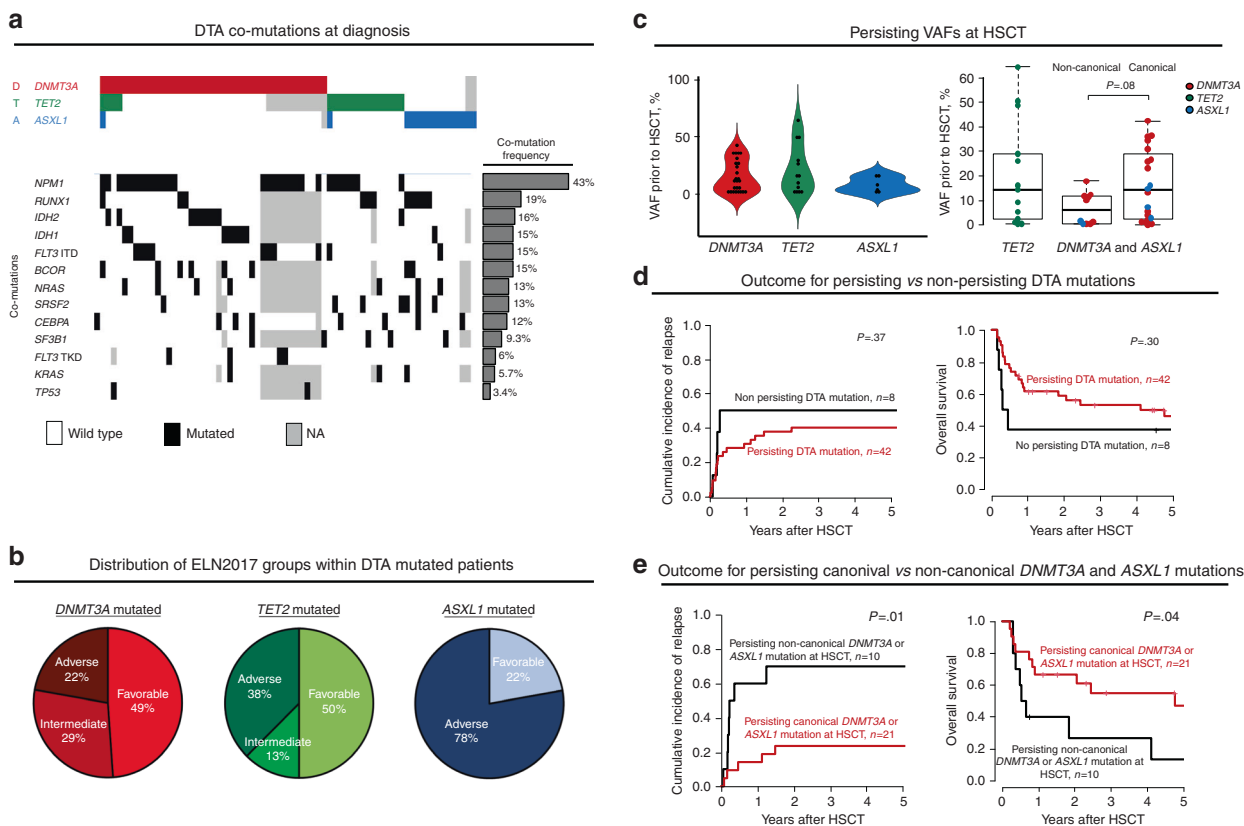 a
DTA co-mutations at diagnosis
D DNMT3A
T TET2
A ASXL1
Co-mutation
frequency
Co-mutations
NPM1 43%
RUNX1 19%
IDH2 16%
IDH1 15%
FLT3 ITD 15%
BCOR 15%
NRAS 13%
SRSF2 13%
CEBPA 12%
SF3B1 9.3%
FLT3 TKD 6%
KRAS 5.7%
TP53 3.4%
Wild type Mutated NA
b
Distribution of ELN2017 groups within DTA mutated patients
DNMT3A mutated
Adverse
22%
Favorable
49%
Intermediate
29%
TET2 mutated
Adverse
38%
Favorable
50%
Intermediate
13%
ASXL1 mutated
Favorable
22%
Adverse
78%
c
Persisting VAFs at HSCT
VAF prior to HSCT, %
100
50
0
DNMT3A TET2 ASXL1
VAF prior to HSCT, %
60
50
40
30
20
10
0
Non-canonical Canonical
P=.08
DNMT3A
TET2
ASXL1
TET2 DNMT3A and ASXL1
d
Outcome for persisting vs non-persisting DTA mutations
Cumulative incidence of relapse
1.0
0.8
0.6
0.4
0.2
0.0
P=.37
Non persisting DTA mutation, n=8
Persisting DTA mutation, n=42
0 1 2 3 4 5
Years after HSCT
Overall survival
1.0
0.8
0.6
0.4
0.2
0.0
P=.30
Persisting DTA mutation, n=42
No persisting DTA mutation, n=8
0 1 2 3 4 5
Years after HSCT
e
Outcome for persisting canonival vs non-canonical DNMT3A and ASXL1 mutations
Cumulative incidence of relapse
1.0
0.8
0.6
0.4
0.2
0.0
P=.01
Persisting non-canonical DNMT3A or
ASXL1 mutation at HSCT, n=10
Persisting canonical DNMT3A or
ASXL1 mutation at HSCT, n=21
0 1 2 3 4 5
Years after HSCT
Overall survival
1.0
0.8
0.6
0.4
0.2
0.0
P=.04
Persisting canonical DNMT3A or
ASXL1 mutation at HSCT, n=21
Persisting non-canonical
DNMT3A or ASXL1 mutation at
HSCT, n=10
0 1 2 3 4 5
Years after HSCT